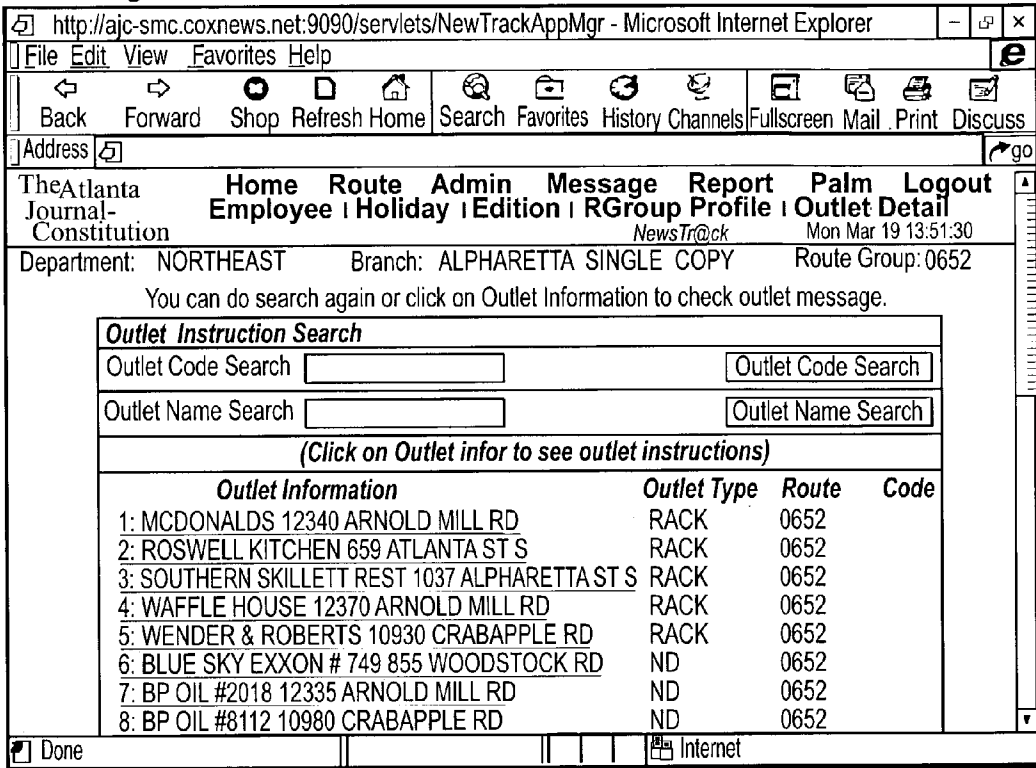 http://ajc-smc.coxnews.net:9090/servlets/NewTrackAppMgr - Microsoft Internet Explorer
File Edit View Favorites Help
Back Forward Shop Refresh Home Search Favorites History Channels Fullscreen Mail Print Discuss
Address go
The Atlanta Journal-Constitution
Home Route Admin Message Report Palm Logout
Employee | Holiday | Edition | RGroup Profile | Outlet Detail
NewsTr@ck Mon Mar 19 13:51:30
Department: NORTHEAST Branch: ALPHARETTA SINGLE COPY Route Group: 0652
You can do search again or click on Outlet Information to check outlet message.
Outlet Instruction Search
Outlet Code Search Outlet Code Search
Outlet Name Search Outlet Name Search
(Click on Outlet infor to see outlet instructions)
Outlet Information Outlet Type Route Code
1: MCDONALDS 12340 ARNOLD MILL RD RACK 0652
2: ROSWELL KITCHEN 659 ATLANTA ST S RACK 0652
3: SOUTHERN SKILLETT REST 1037 ALPHARETTA ST S RACK 0652
4: WAFFLE HOUSE 12370 ARNOLD MILL RD RACK 0652
5: WENDER & ROBERTS 10930 CRABAPPLE RD RACK 0652
6: BLUE SKY EXXON # 749 855 WOODSTOCK RD ND 0652
7: BP OIL #2018 12335 ARNOLD MILL RD ND 0652
8: BP OIL #8112 10980 CRABAPPLE RD ND 0652
Done Internet